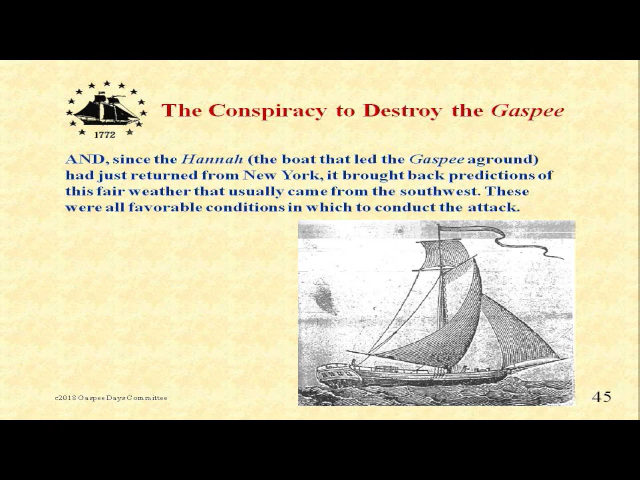 The Conspiracy to Destroy the Gaspee
1772
AND, since the Hannah (the boat that led the Gaspee aground)
had just returned from New York, it brought back predictions of
this fair weather that usually came from the southwest. These
were all favorable conditions in which to conduct the attack.
c2018 Gaspee Days Committee
45